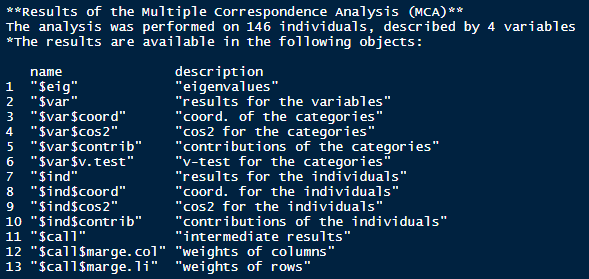 **Results of the Multiple Correspondence Analysis (MCA)**
The analysis was performed on 146 individuals, described by 4 variables
*The results are available in the following objects:

   name              description
1  "$eig"            "eigenvalues"
2  "$var"            "results for the variables"
3  "$var$coord"      "coord. of the categories"
4  "$var$cos2"       "cos2 for the categories"
5  "$var$contrib"    "contributions of the categories"
6  "$var$v.test"     "v-test for the categories"
7  "$ind"            "results for the individuals"
8  "$ind$coord"      "coord. for the individuals"
9  "$ind$cos2"       "cos2 for the individuals"
10 "$ind$contrib"    "contributions of the individuals"
11 "$call"           "intermediate results"
12 "$call$marge.col" "weights of columns"
13 "$call$marge.li"  "weights of rows"